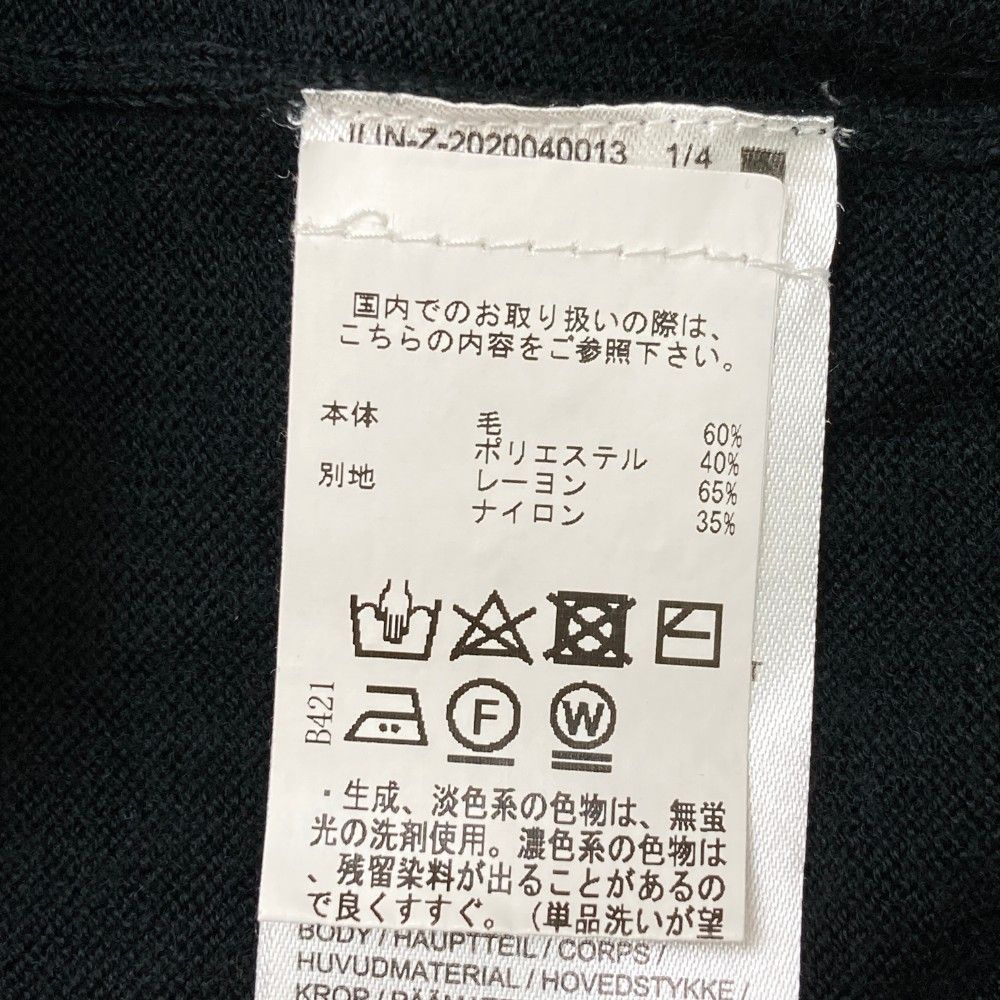 JUN-Z-2020040013 1/4
国内でのお取り扱いの際は、
こちらの内容をご参照下さい。
本体 毛 60%
ポリエステル 40%
別地 レーヨン 65%
ナイロン 35%
F W
B421
・生成、淡色系の色物は、無蛍
光の洗剤使用。濃色系の色物は
、残留染料が出ることがあるの
で良くすすぐ。（単品洗いが望
BODY / HAUPTTEIL / CORPS /
HUVUDMATERIAL / HOVEDSTYKKE /